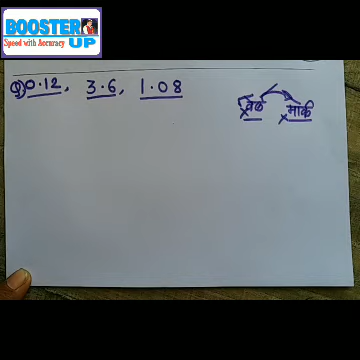 BOOSTER
Speed with Accuracy UP
Q) 0.12, 3.6, 1.08
वेळ मार्क